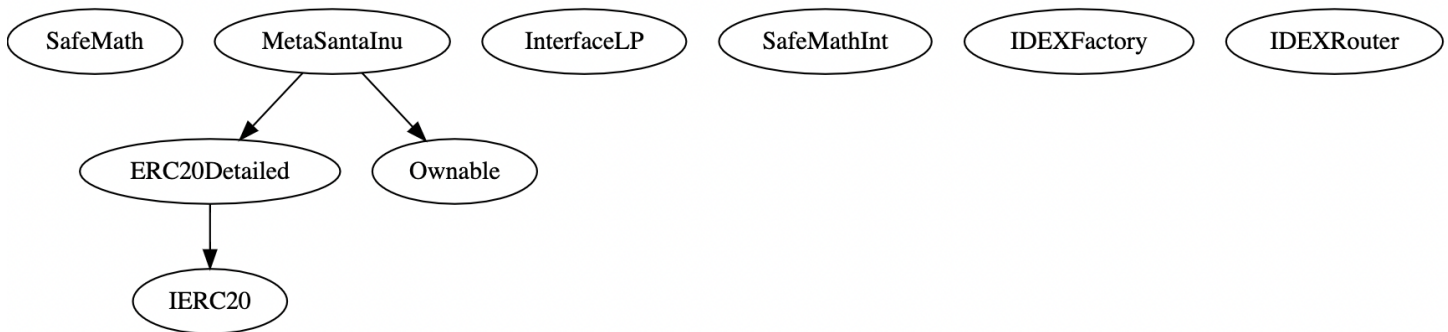 SafeMath
MetaSantaInu
InterfaceLP
SafeMathInt
IDEXFactory
IDEXRouter
ERC20Detailed
Ownable
IERC20